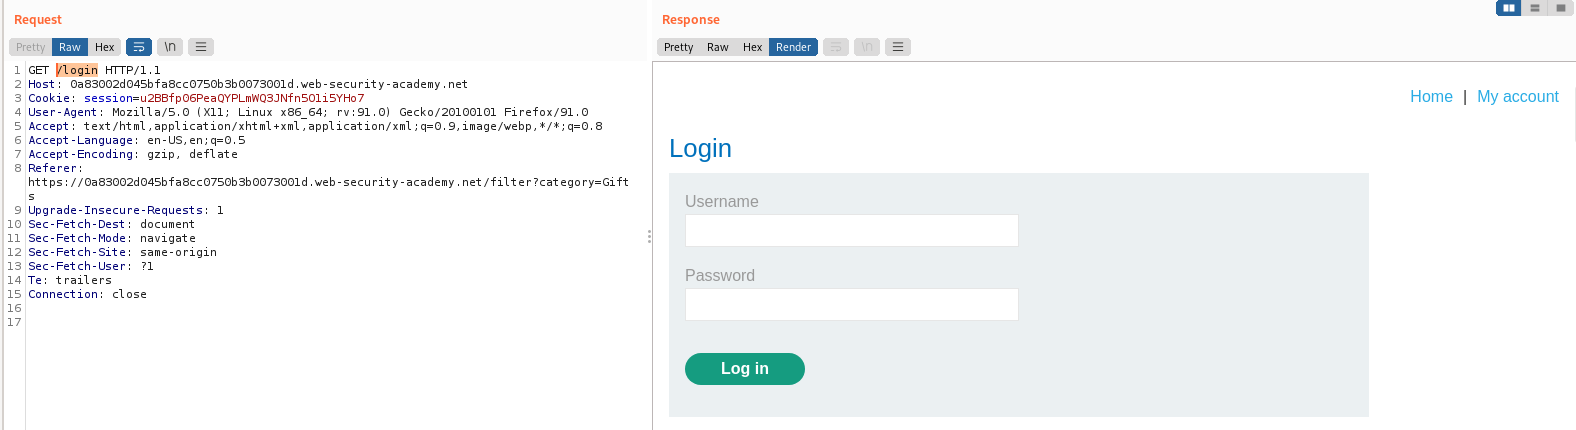 Request
Pretty Raw Hex \n
1 GET /login HTTP/1.1
2 Host: 0a83002d045bfa8cc0750b3b0073001d.web-security-academy.net
3 Cookie: session=u2BBfp06PeaQYPLmWQ3JNfn501i5YHo7
4 User-Agent: Mozilla/5.0 (X11; Linux x86_64; rv:91.0) Gecko/20100101 Firefox/91.0
5 Accept: text/html,application/xhtml+xml,application/xml;q=0.9,image/webp,*/*;q=0.8
6 Accept-Language: en-US,en;q=0.5
7 Accept-Encoding: gzip, deflate
8 Referer:
https://0a83002d045bfa8cc0750b3b0073001d.web-security-academy.net/filter?category=Gift
s
9 Upgrade-Insecure-Requests: 1
10 Sec-Fetch-Dest: document
11 Sec-Fetch-Mode: navigate
12 Sec-Fetch-Site: same-origin
13 Sec-Fetch-User: ?1
14 Te: trailers
15 Connection: close
16
17
Response
Pretty Raw Hex Render \n
Home | My account
Login
Username
Password
Log in